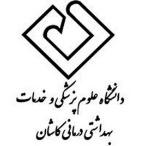 دانشگاه علوم پزشکی و خدمات
بهداشتی درمانی کاشان